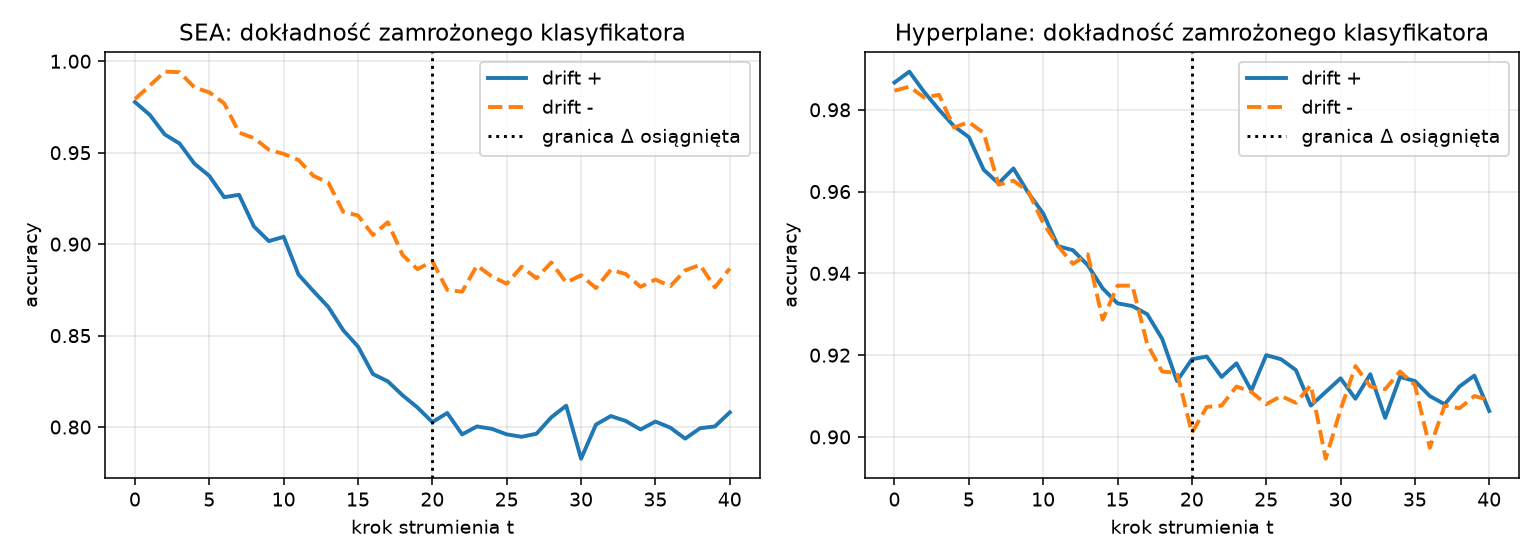 SEA: dokładność zamrożonego klasyfikatora
drift +
drift -
granica Δ osiągnięta
accuracy
1.00
0.95
0.90
0.85
0.80
0 5 10 15 20 25 30 35 40
krok strumienia t
Hyperplane: dokładność zamrożonego klasyfikatora
drift +
drift -
granica Δ osiągnięta
accuracy
0.98
0.96
0.94
0.92
0.90
0 5 10 15 20 25 30 35 40
krok strumienia t